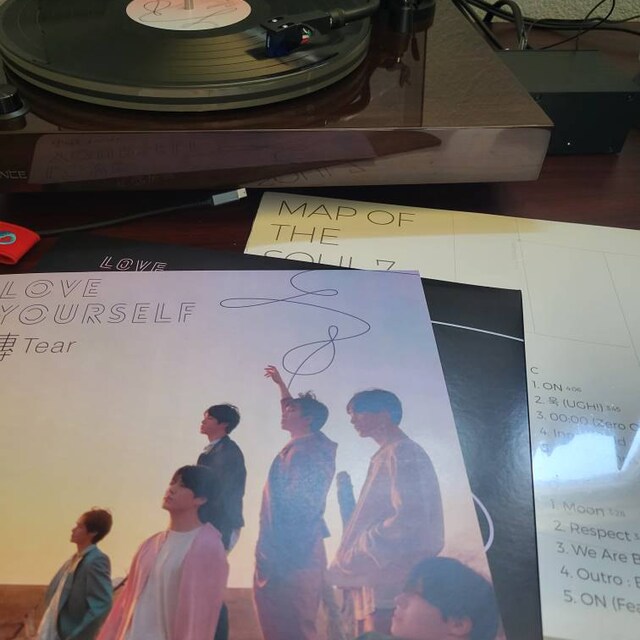 NCE
MAP OF
THE
SOUL 7
LOVE
LOVE
YOURSELF
轉 Tear
C
1. ON
2. 욱 (UGH!)
3. 00:00 (Zero
4.
1. Moon
2. Respect
3. We Are B
4. Outro : E
5. ON (Fea